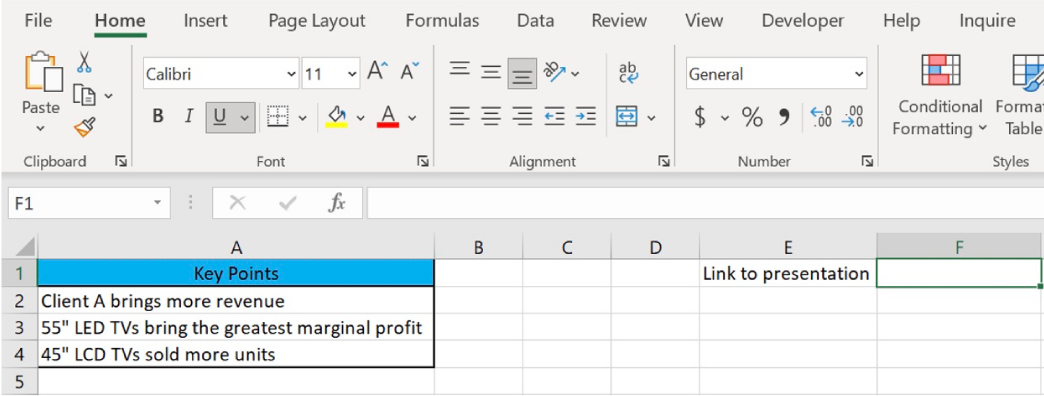 File Home Insert Page Layout Formulas Data Review View Developer Help Inquire
Calibri 11 A^ Aˇ ab General
Paste B I U A $ % 9 .00 .00 Conditional Format
Formatting Table
Clipboard Font Alignment Number Styles
F1 fx
A B C D E F
1 Key Points Link to presentation
2 Client A brings more revenue
3 55" LED TVs bring the greatest marginal profit
4 45" LCD TVs sold more units
5